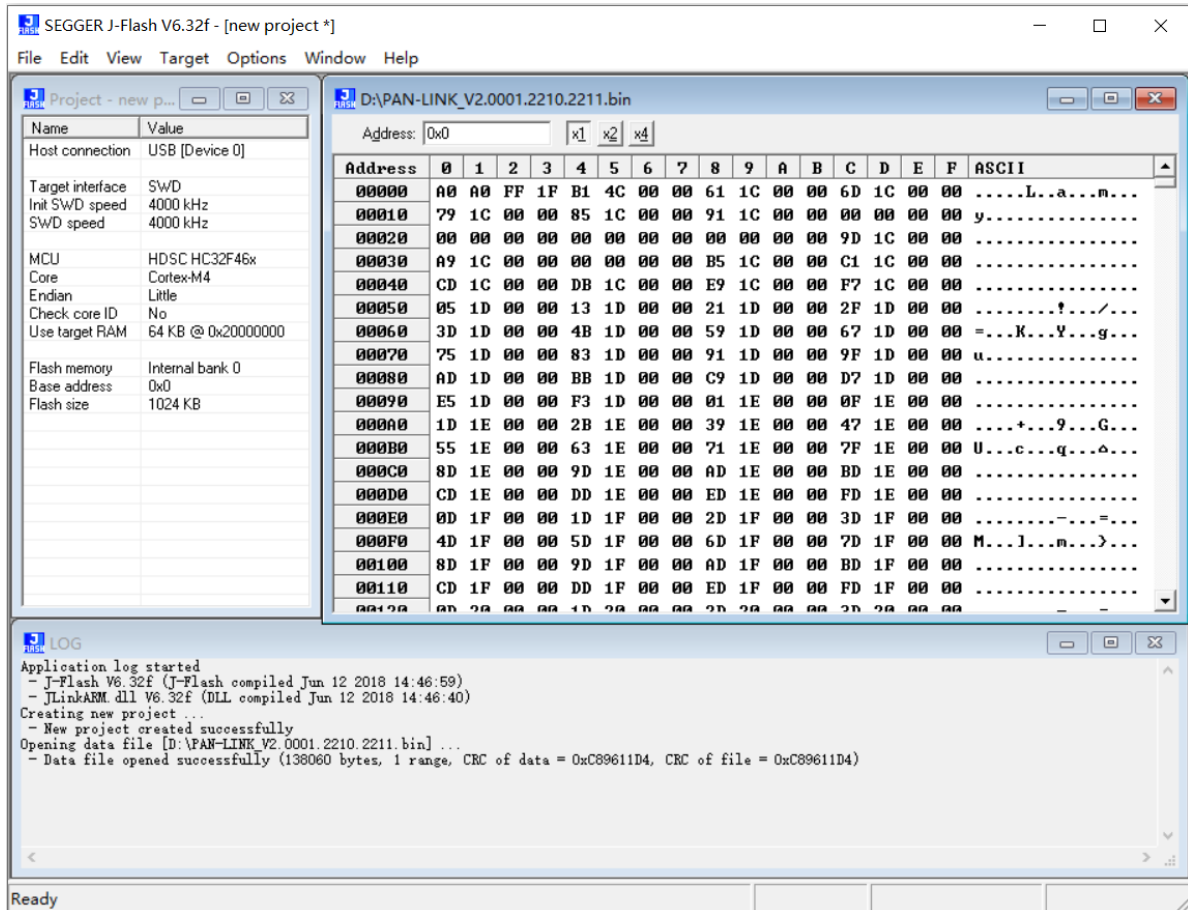 SEGGER J-Flash V6.32f - [new project *]
File Edit View Target Options Window Help
Project - new p...
Name Value
Host connection USB [Device 0]
Target interface SWD
Init SWD speed 4000 kHz
SWD speed 4000 kHz
MCU HDSC HC32F46x
Core Cortex-M4
Endian Little
Check core ID No
Use target RAM 64 KB @ 0x20000000
Flash memory Internal bank 0
Base address 0x0
Flash size 1024 KB
D:\PAN-LINK_V2.0001.2210.2211.bin
Address: 0x0 x1 x2 x4
Address 0 1 2 3 4 5 6 7 8 9 A B C D E F ASCII
00000 A0 A0 FF 1F B1 4C 00 00 61 1C 00 00 6D 1C 00 00 .....L..a...m...
00010 79 1C 00 00 85 1C 00 00 91 1C 00 00 00 00 00 00 y...............
00020 00 00 00 00 00 00 00 00 00 00 00 00 9D 1C 00 00 ................
00030 A9 1C 00 00 00 00 00 00 B5 1C 00 00 C1 1C 00 00 ................
00040 CD 1C 00 00 DB 1C 00 00 E9 1C 00 00 F7 1C 00 00 ................
00050 05 1D 00 00 13 1D 00 00 21 1D 00 00 2F 1D 00 00 ........!.../...
00060 3D 1D 00 00 4B 1D 00 00 59 1D 00 00 67 1D 00 00 =...K...Y...g...
00070 75 1D 00 00 83 1D 00 00 91 1D 00 00 9F 1D 00 00 u...............
00080 AD 1D 00 00 BB 1D 00 00 C9 1D 00 00 D7 1D 00 00 ................
00090 E5 1D 00 00 F3 1D 00 00 01 1E 00 00 0F 1E 00 00 ................
000A0 1D 1E 00 00 2B 1E 00 00 39 1E 00 00 47 1E 00 00 ....+...9...G...
000B0 55 1E 00 00 63 1E 00 00 71 1E 00 00 7F 1E 00 00 U...c...q...⌂...
000C0 8D 1E 00 00 9D 1E 00 00 AD 1E 00 00 BD 1E 00 00 ................
000D0 CD 1E 00 00 DD 1E 00 00 ED 1E 00 00 FD 1E 00 00 ................
000E0 0D 1F 00 00 1D 1F 00 00 2D 1F 00 00 3D 1F 00 00 ........-...=...
000F0 4D 1F 00 00 5D 1F 00 00 6D 1F 00 00 7D 1F 00 00 M...]...m...}...
00100 8D 1F 00 00 9D 1F 00 00 AD 1F 00 00 BD 1F 00 00 ................
00110 CD 1F 00 00 DD 1F 00 00 ED 1F 00 00 FD 1F 00 00 ................
00120 0D 20 00 00 1D 20 00 00 2D 20 00 00 3D 20 00 00
LOG
Application log started
- J-Flash V6.32f (J-Flash compiled Jun 12 2018 14:46:59)
- JLinkARM.dll V6.32f (DLL compiled Jun 12 2018 14:46:40)
Creating new project ...
- New project created successfully
Opening data file [D:\PAN-LINK_V2.0001.2210.2211.bin] ...
- Data file opened successfully (138060 bytes, 1 range, CRC of data = 0xC89611D4, CRC of file = 0xC89611D4)
Ready